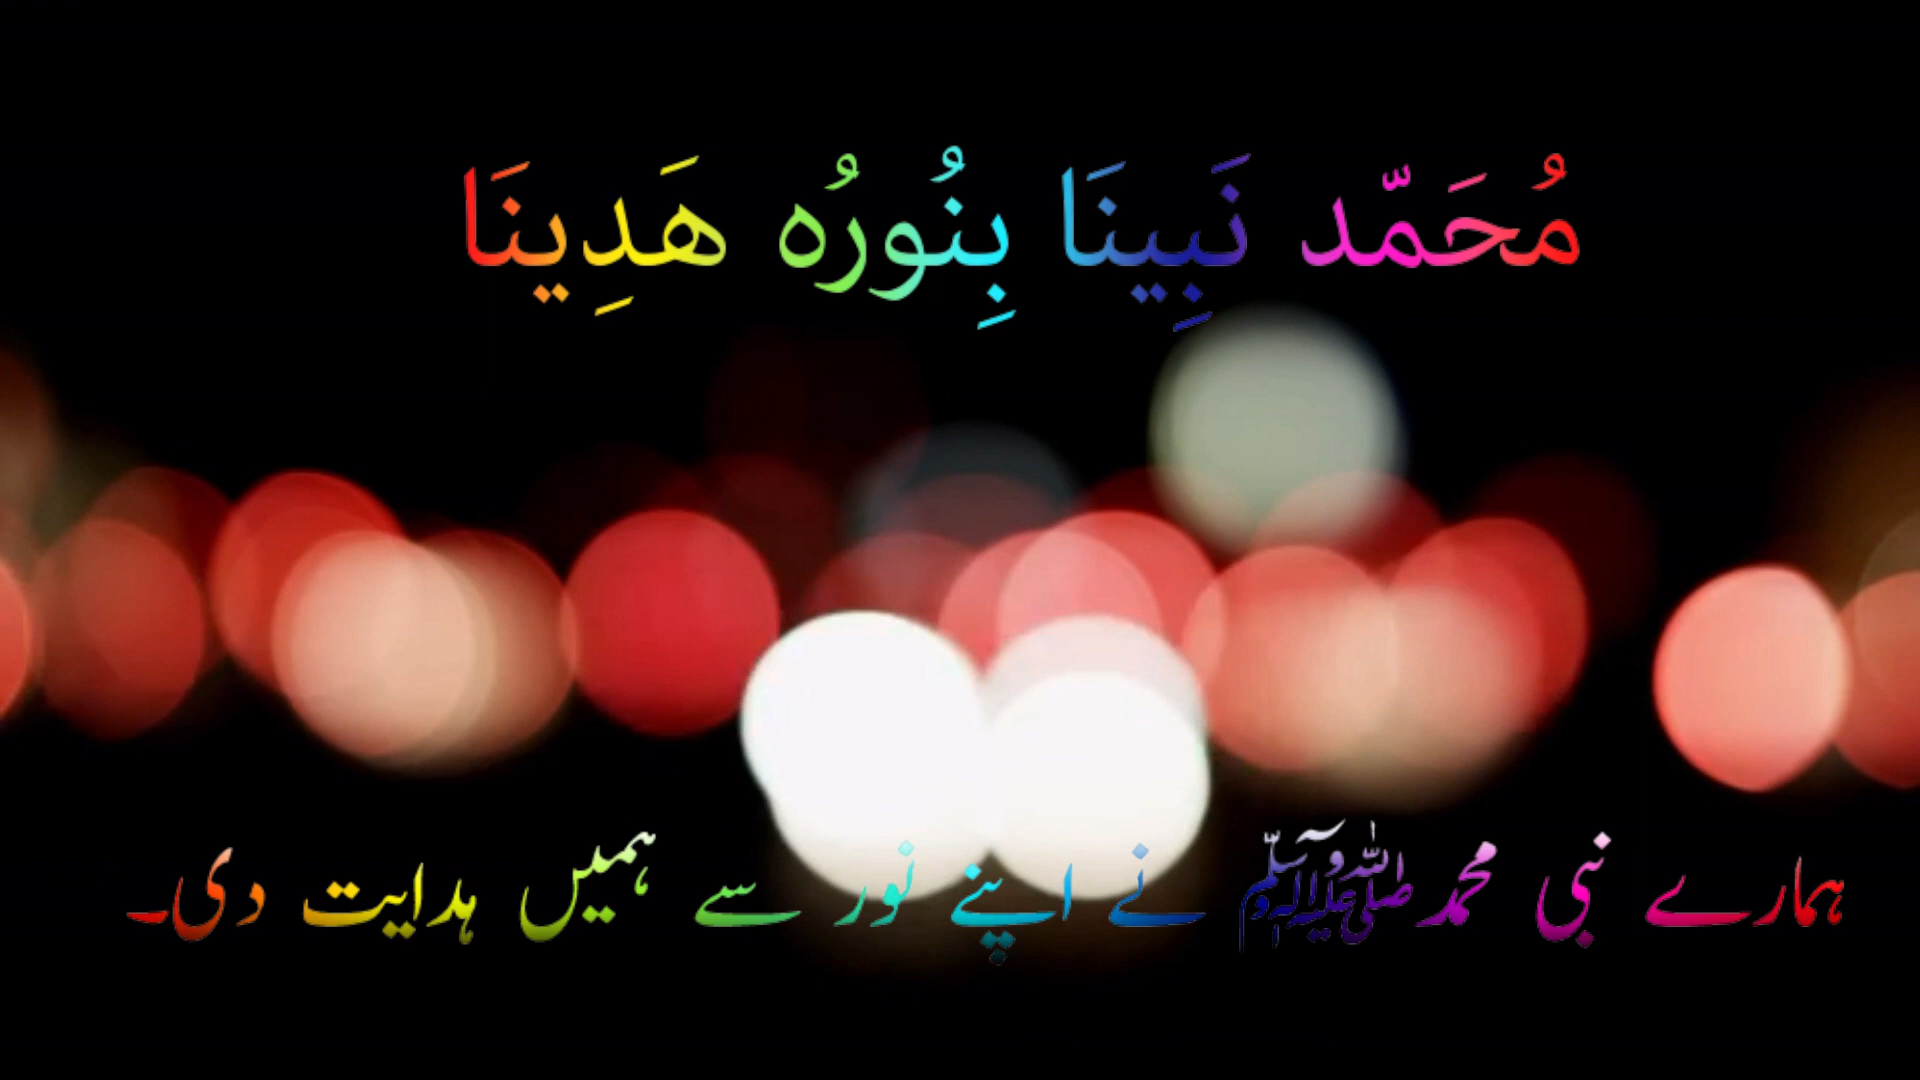 مُحَمّد نَبِينَا بِنُورُه هَدِينَا
ہمارے نبی محمد ﷺ نے اپنے نور سے ہمیں ہدایت دی۔